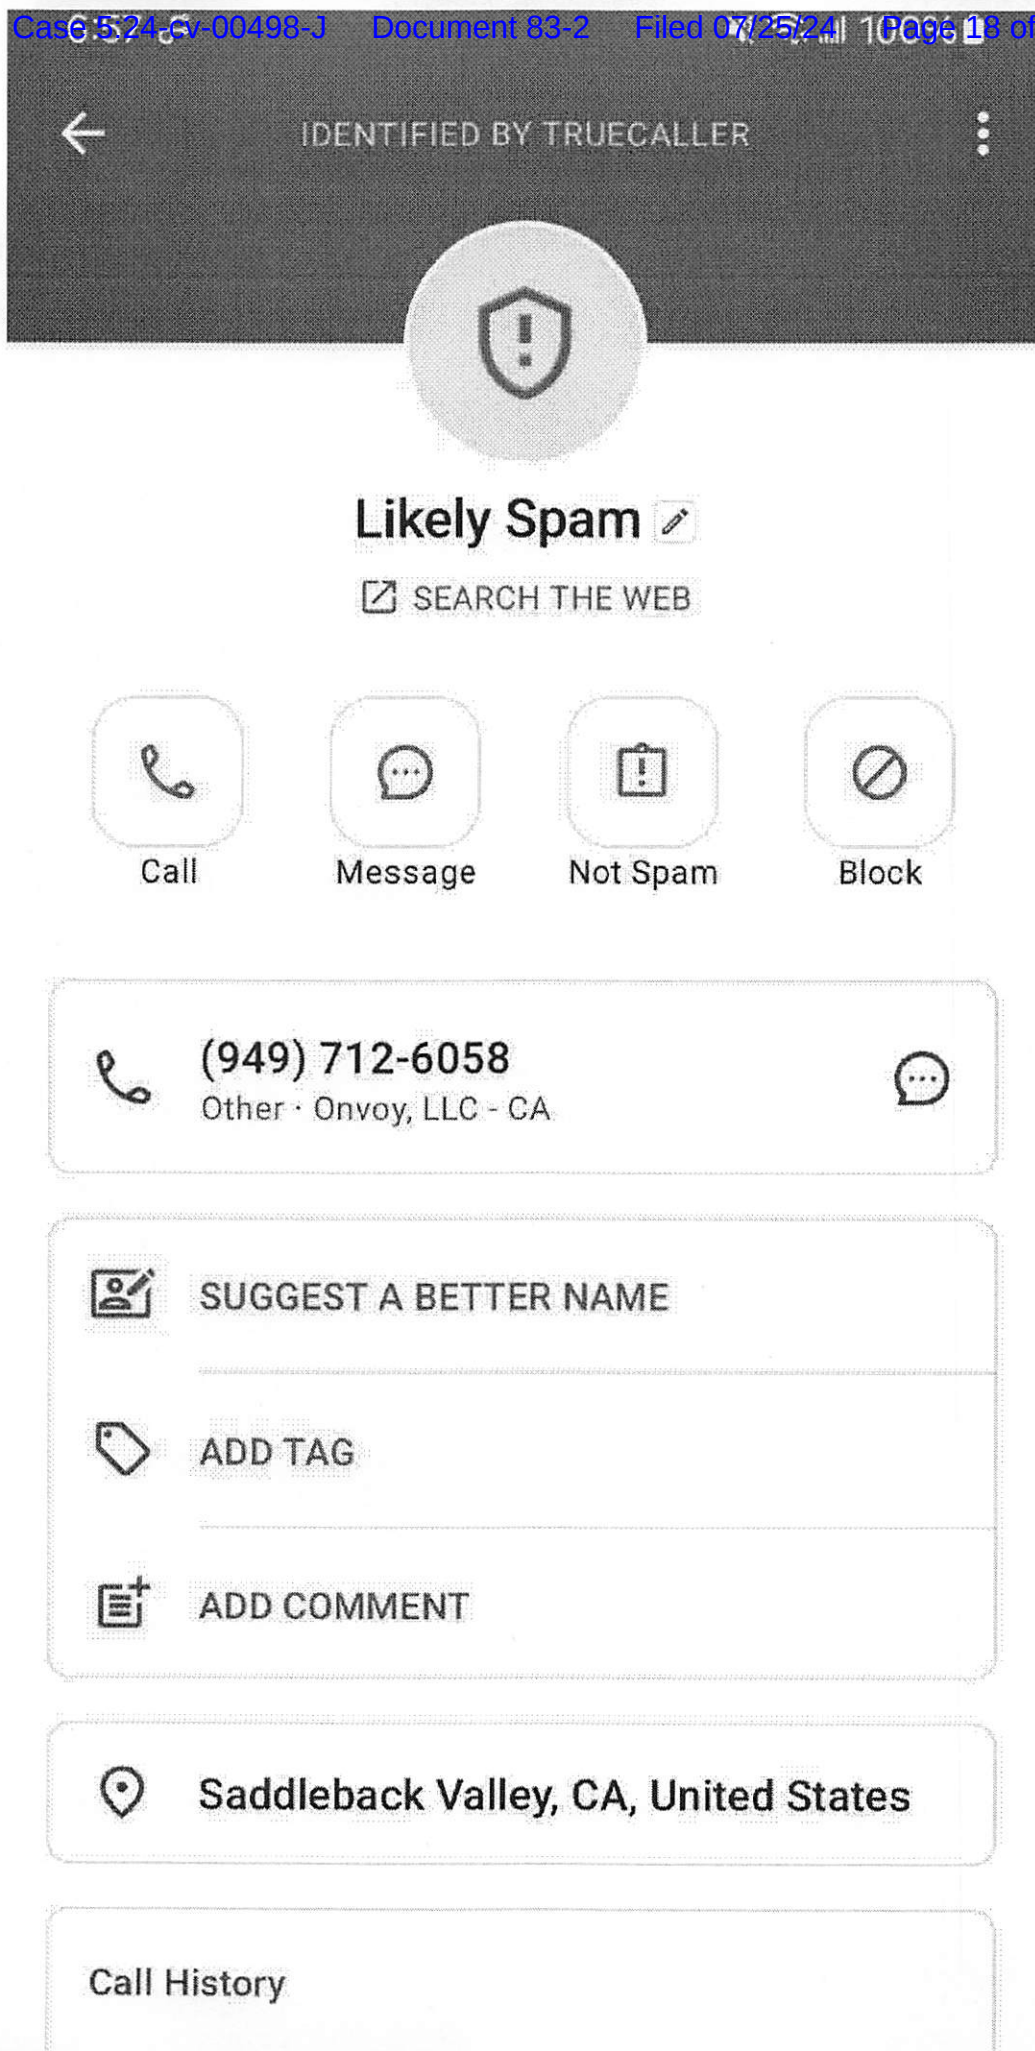 Case 5:24-cv-00498-J Document 83-2 Filed 07/25/24 Page 18 of
IDENTIFIED BY TRUECALLER
Likely Spam
SEARCH THE WEB
Call Message Not Spam Block
(949) 712-6058
Other · Onvoy, LLC - CA
SUGGEST A BETTER NAME
ADD TAG
ADD COMMENT
Saddleback Valley, CA, United States
Call History